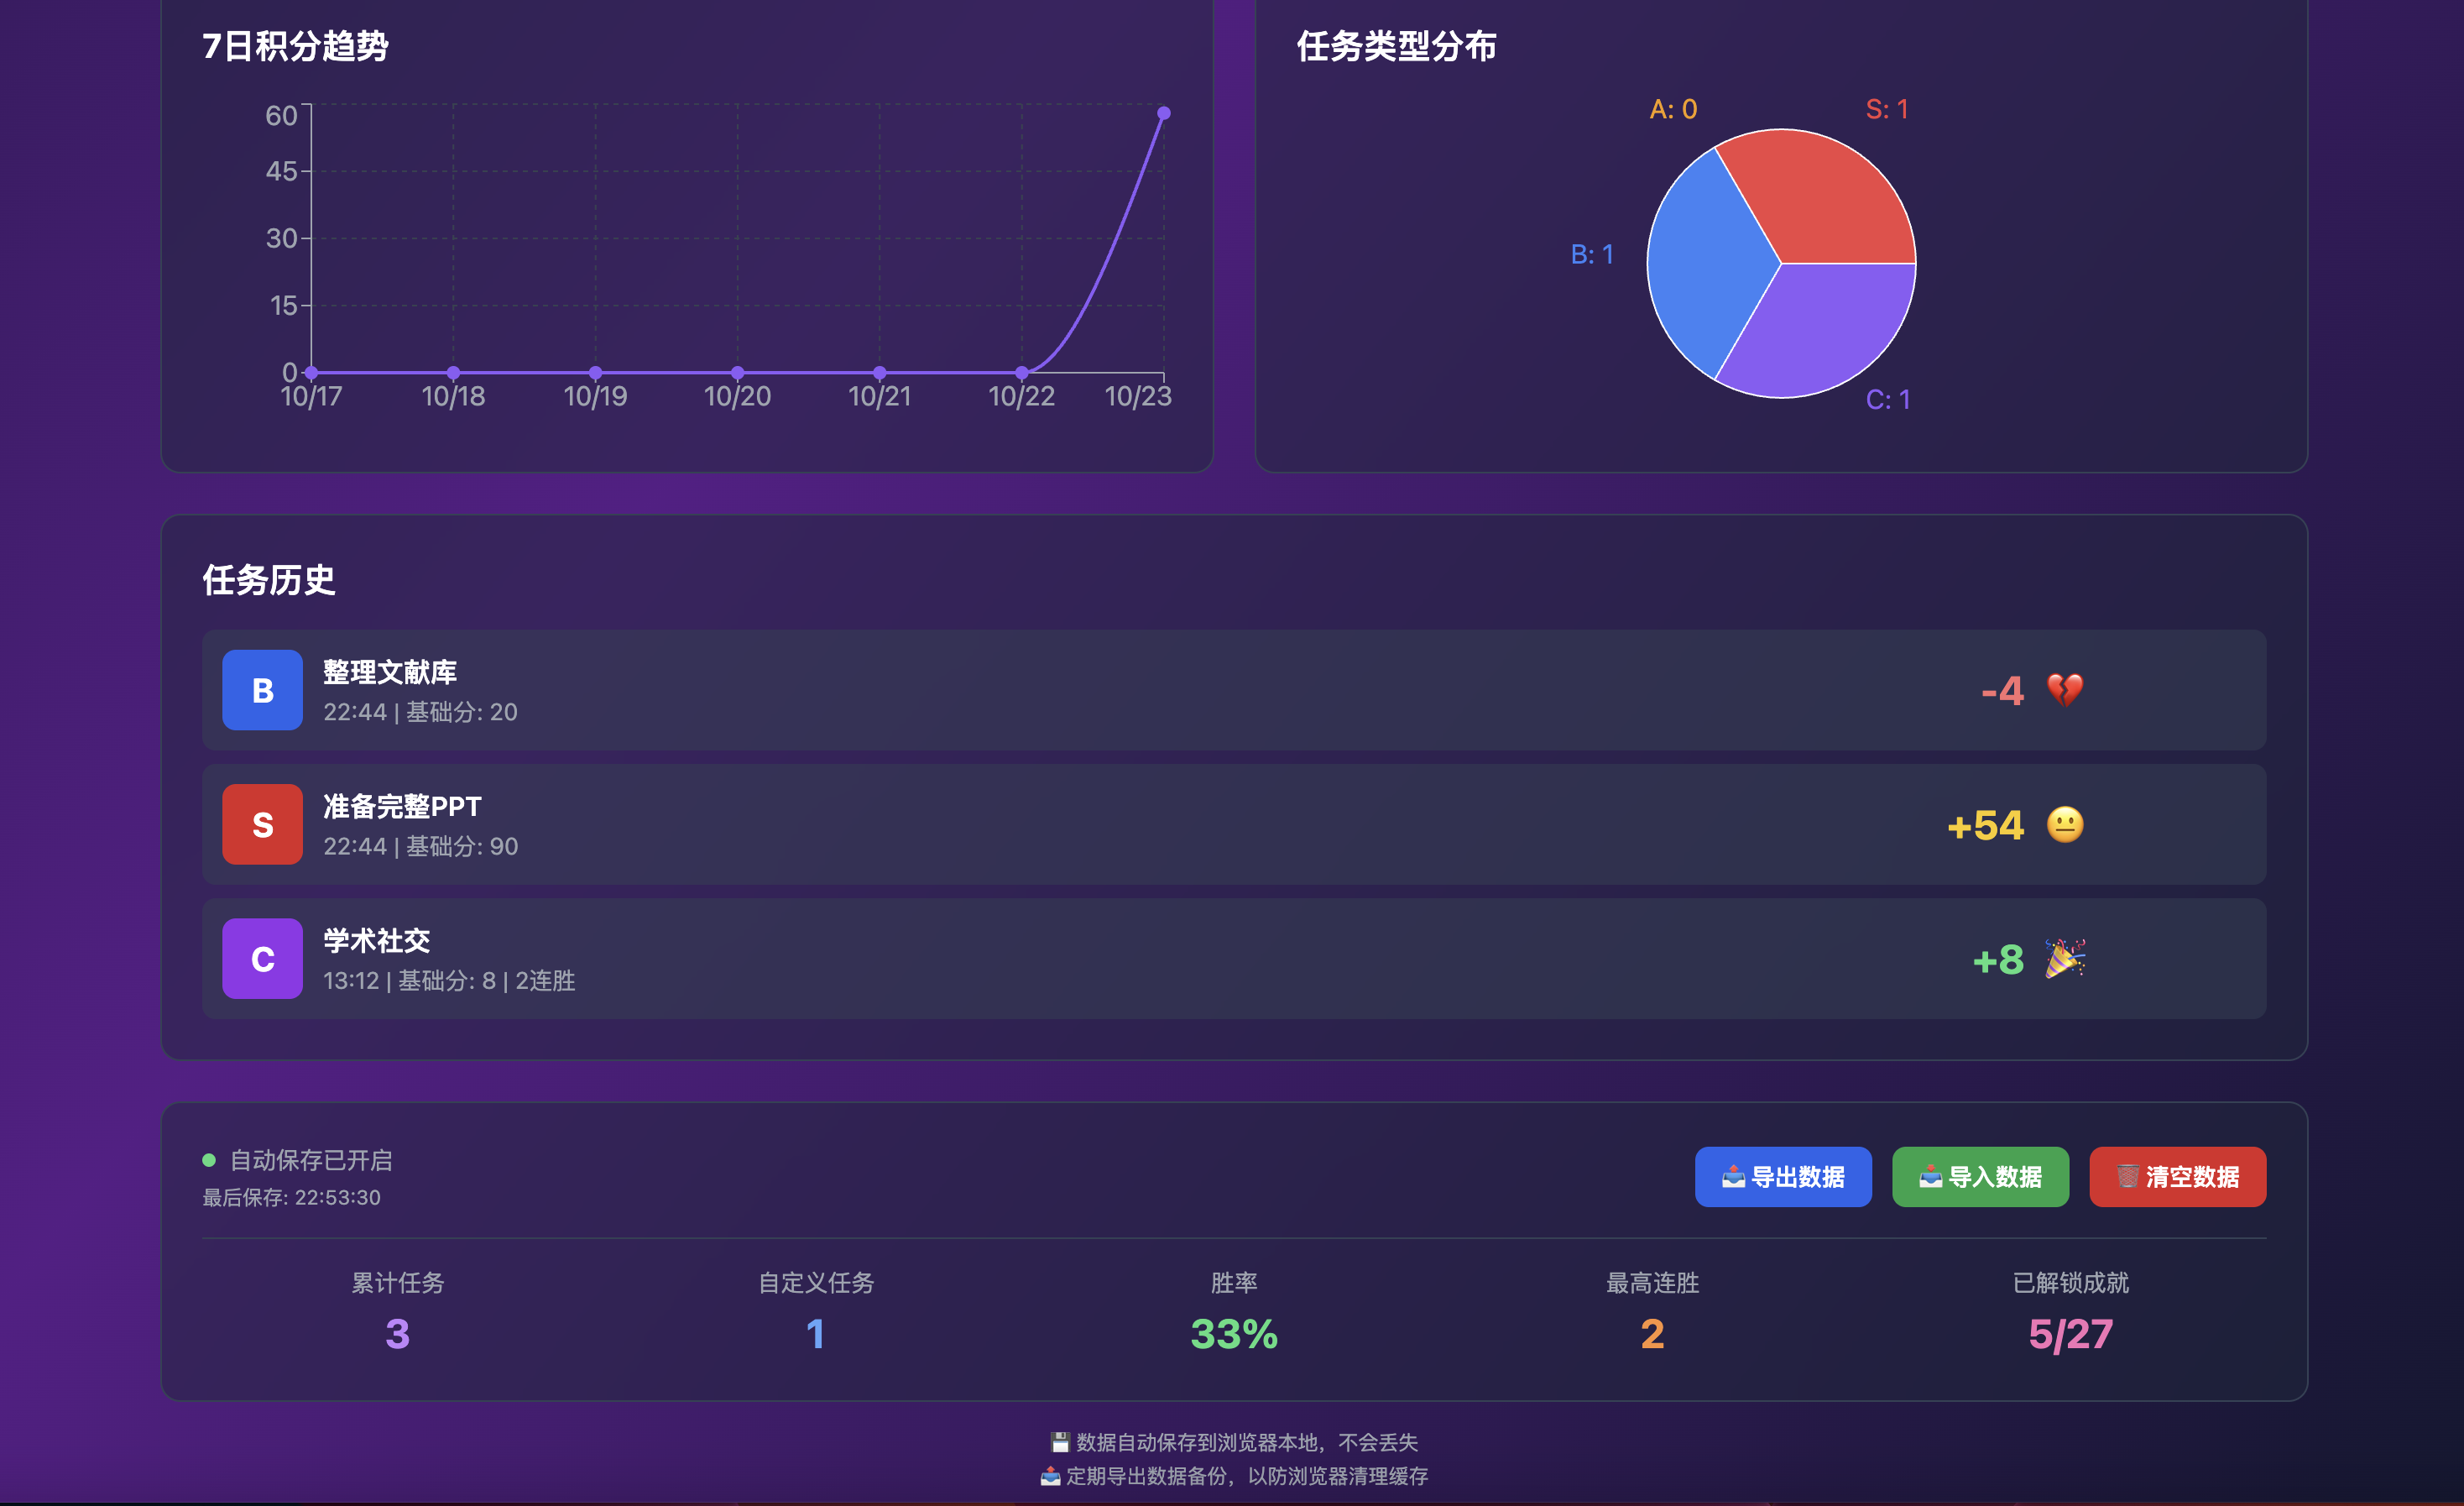 7日积分趋势
60
45
30
15
0
10/17 10/18 10/19 10/20 10/21 10/22 10/23
任务类型分布
A: 0
S: 1
B: 1
C: 1
任务历史
B
整理文献库
22:44 | 基础分: 20
-4
S
准备完整PPT
22:44 | 基础分: 90
+54
C
学术社交
13:12 | 基础分: 8 | 2连胜
+8
自动保存已开启
最后保存: 22:53:30
导出数据
导入数据
清空数据
累计任务
3
自定义任务
1
胜率
33%
最高连胜
2
已解锁成就
5/27
数据自动保存到浏览器本地，不会丢失
定期导出数据备份，以防浏览器清理缓存